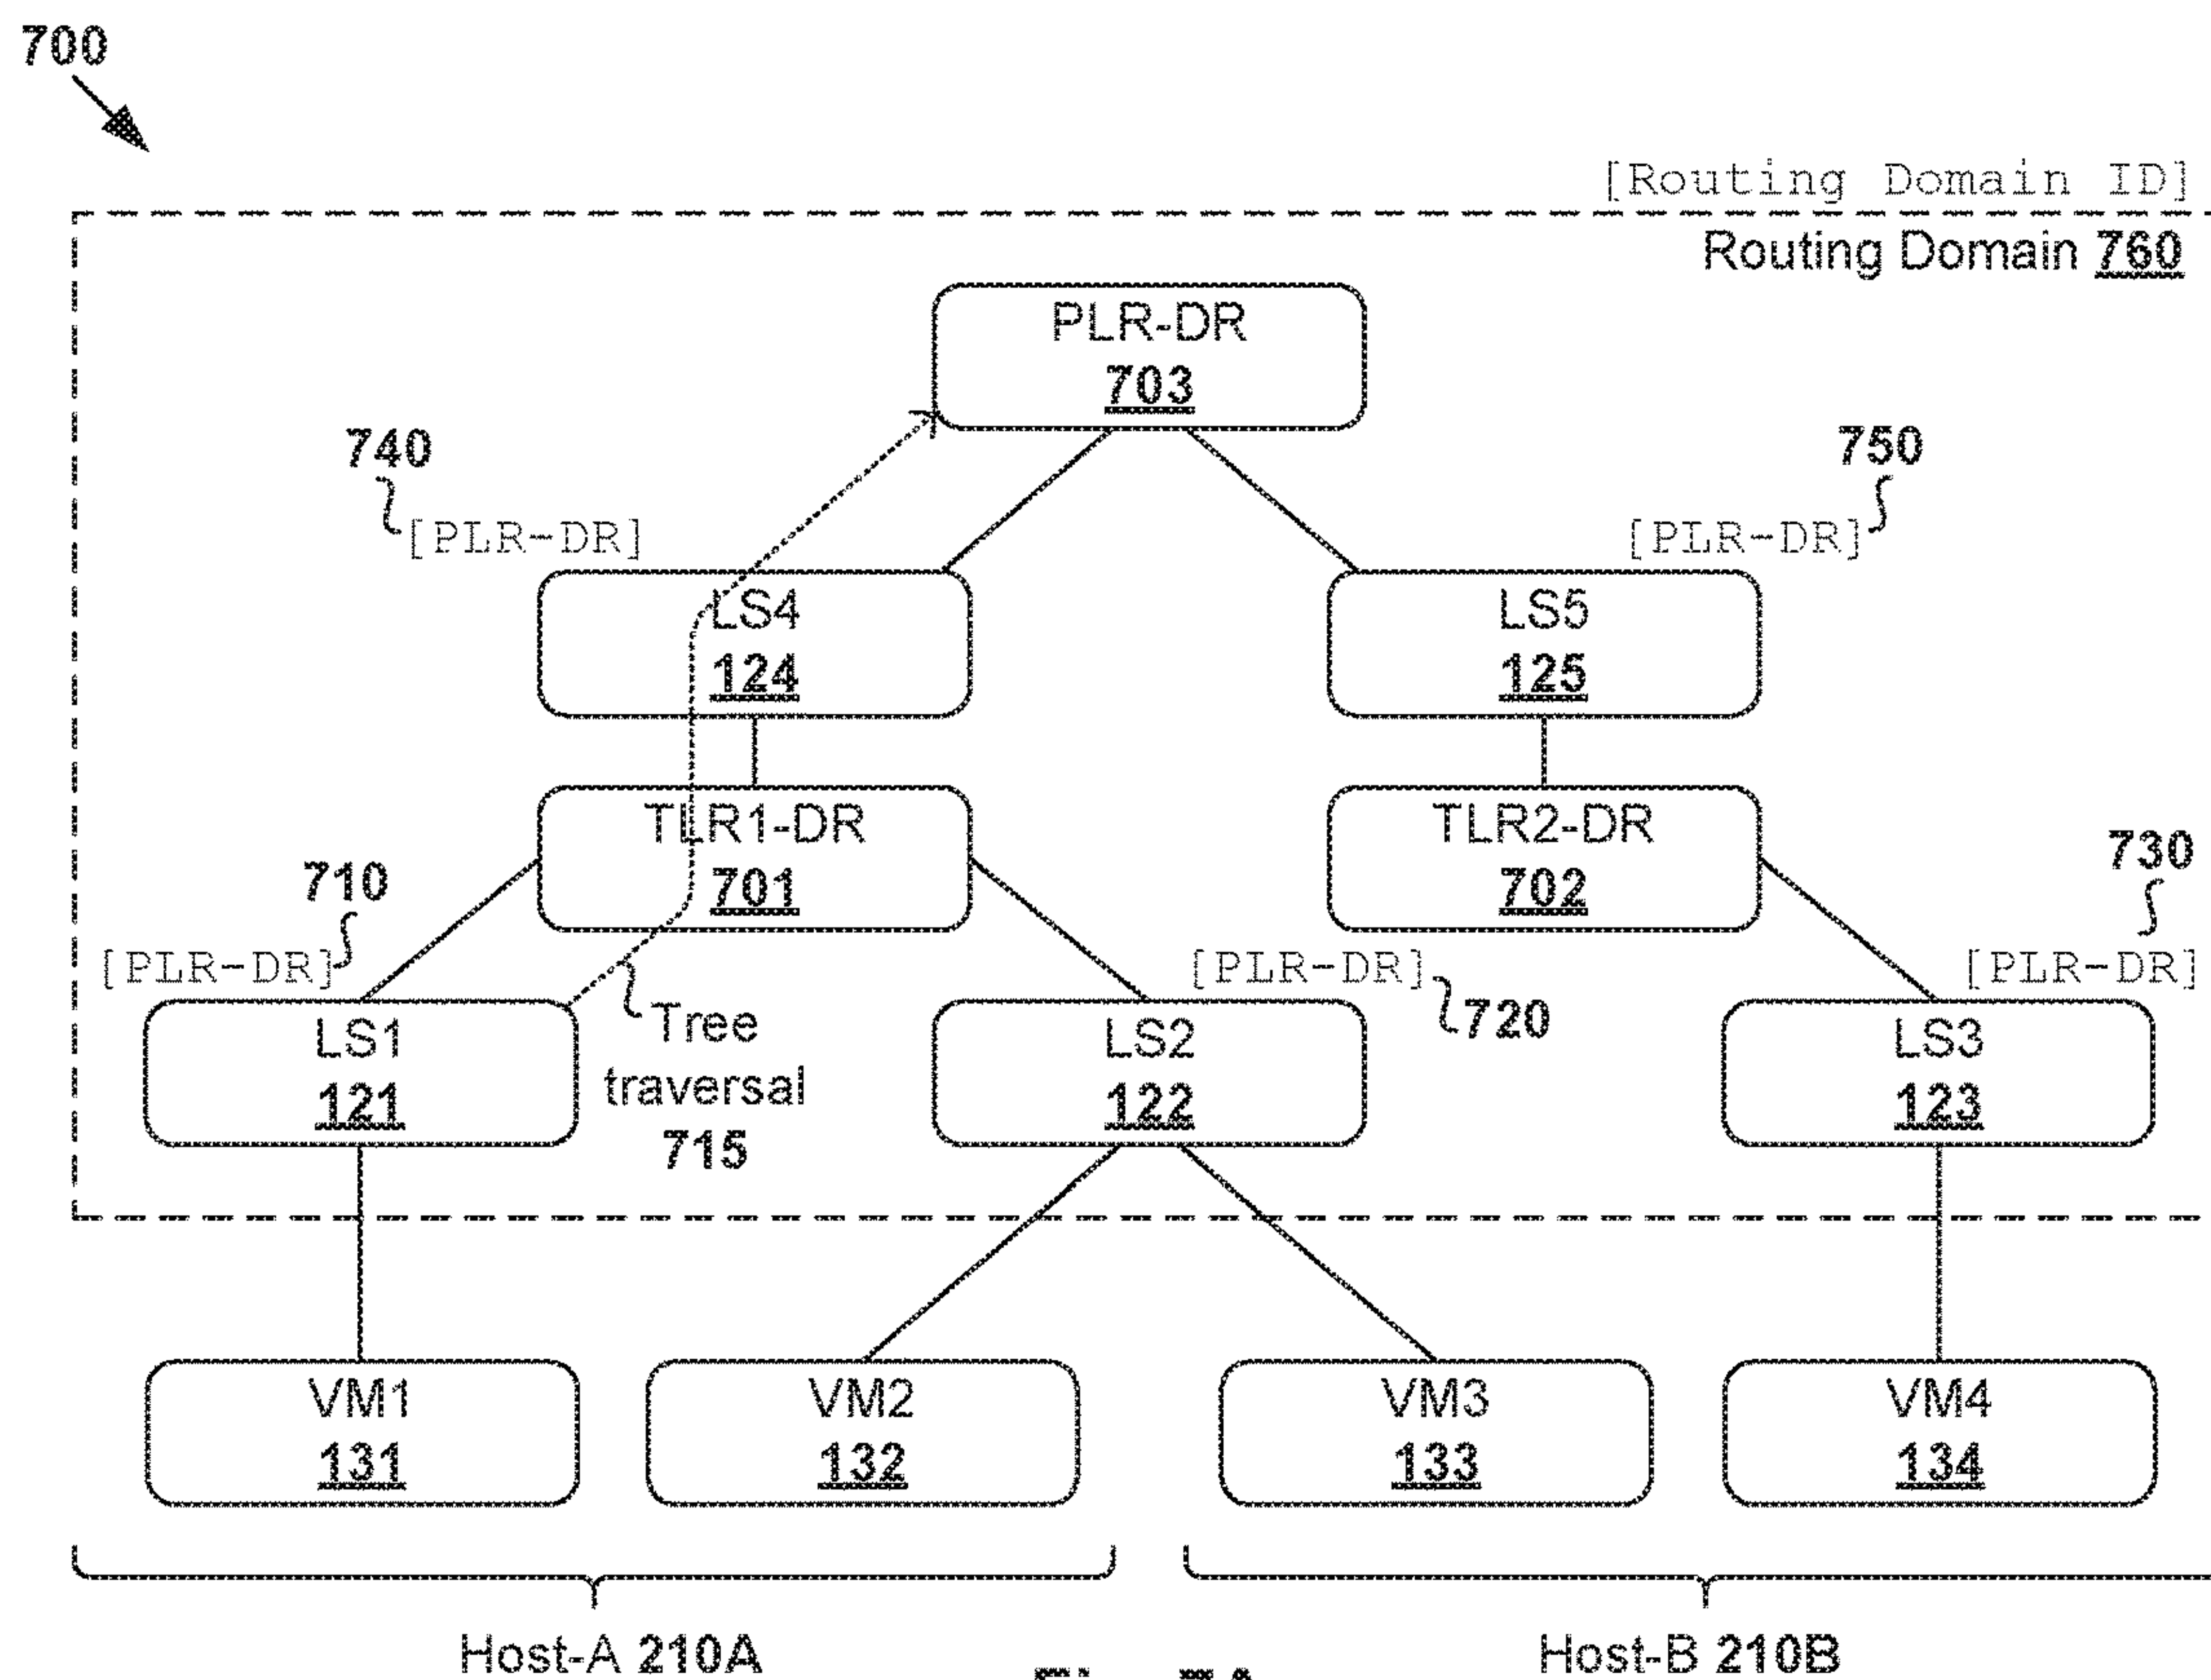 700
[Routing Domain ID]
Routing Domain 760
PLR-DR
703
740
750
[PLR-DR]
[PLR-DR]
LS4
124
LS5
125
TLR1-DR
701
TLR2-DR
702
710
730
[PLR-DR]
[PLR-DR]
[PLR-DR]
720
LS1
121
Tree
traversal
715
LS2
122
LS3
123
VM1
131
VM2
132
VM3
133
VM4
134
Host-A 210A
Host-B 210B